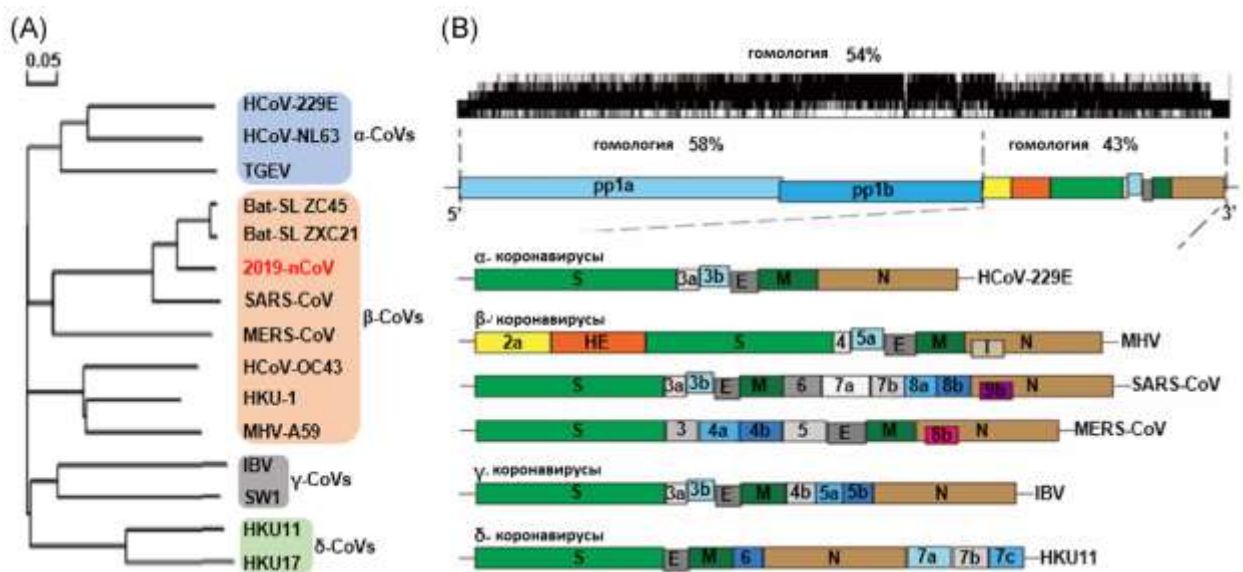 (A)
0.05
HCoV-229E
HCoV-NL63
TGEV
α-CoVs
Bat-SL ZC45
Bat-SL ZXC21
2019-nCoV
SARS-CoV
MERS-CoV
HCoV-OC43
HKU-1
MHV-A59
β-CoVs
IBV
SW1
γ-CoVs
HKU11
HKU17
δ-CoVs
(B)
гомология 54%
гомология 58% гомология 43%
pp1a pp1b
5' 3'
α- коронавирусы
S 3a 3b E M N HCoV-229E
β- коронавирусы
2a HE S 4 5a E M I N MHV
S 3a 3b E M 6 7a 7b 8a 8b 9b N SARS-CoV
S 3 4a 4b 5 E M 8b N MERS-CoV
γ- коронавирусы
S 3a 3b E M 4b 5a 5b N IBV
δ- коронавирусы
S E M 6 N 7a 7b 7c HKU11